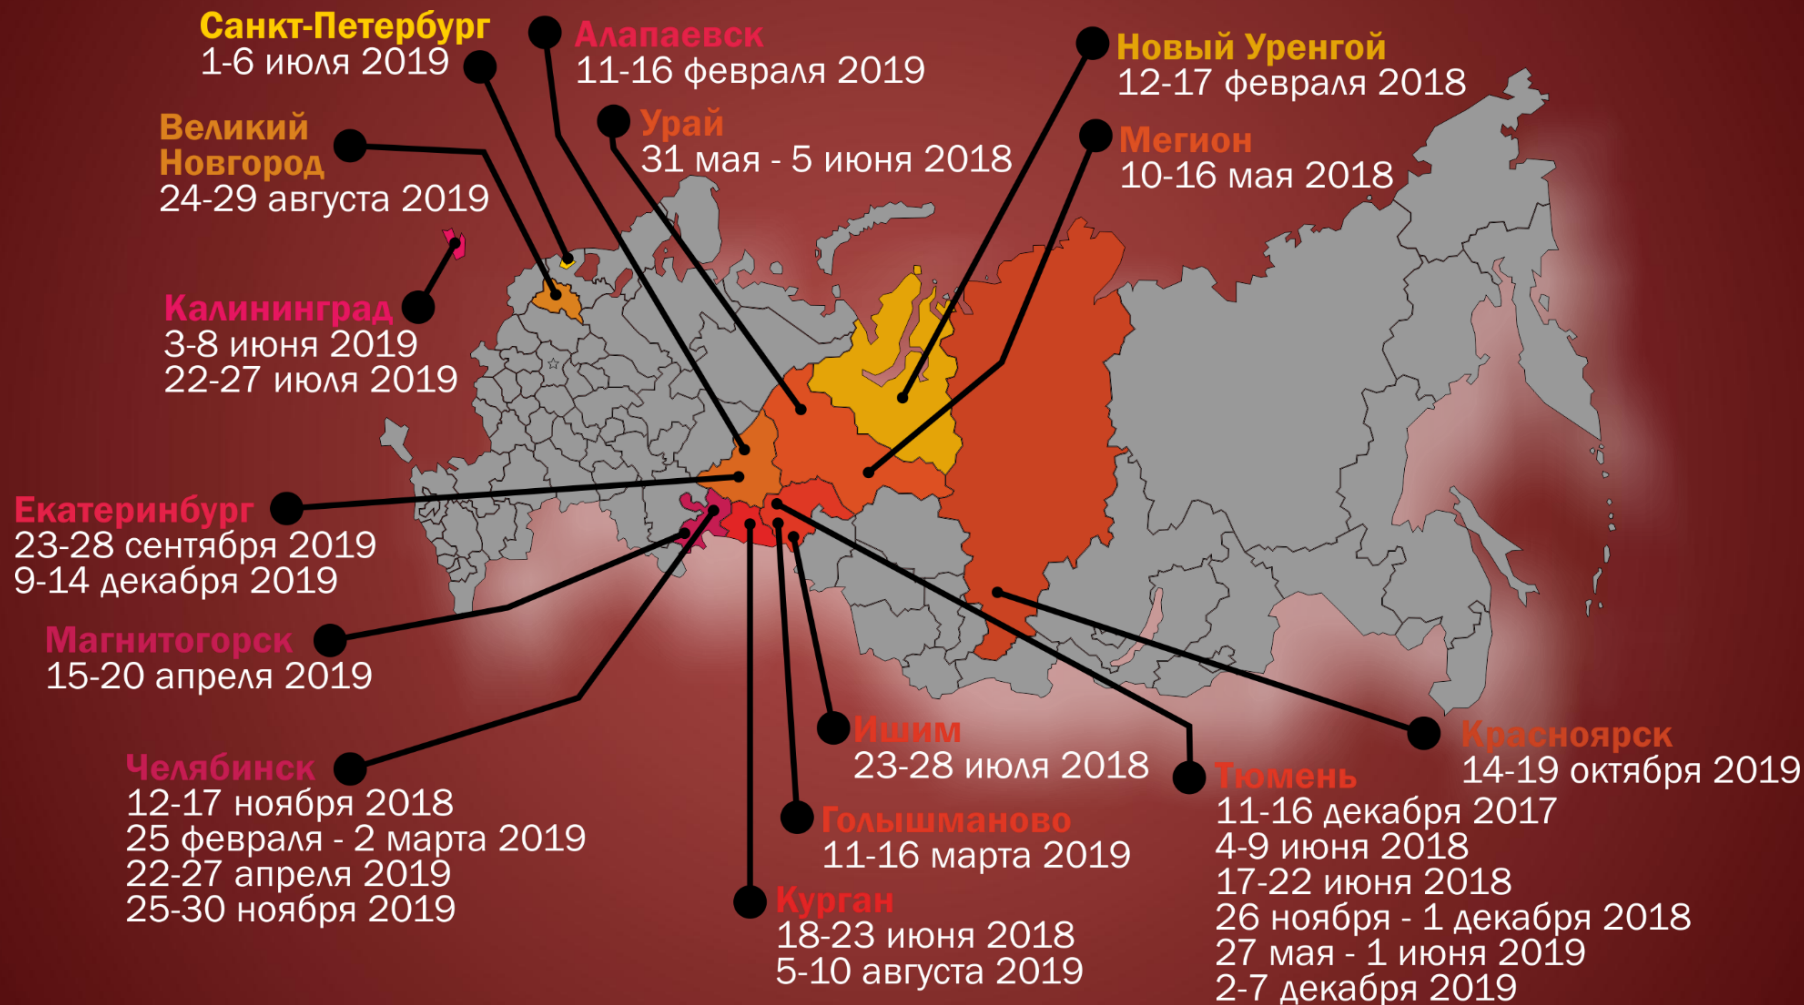 Санкт-Петербург
1-6 июля 2019
Алапаевск
11-16 февраля 2019
Новый Уренгой
12-17 февраля 2018
Великий
Новгород
24-29 августа 2019
Урай
31 мая - 5 июня 2018
Мегион
10-16 мая 2018
Калининград
3-8 июня 2019
22-27 июля 2019
Екатеринбург
23-28 сентября 2019
9-14 декабря 2019
Магнитогорск
15-20 апреля 2019
Челябинск
12-17 ноября 2018
25 февраля - 2 марта 2019
22-27 апреля 2019
25-30 ноября 2019
Ишим
23-28 июля 2018
Голышманово
11-16 марта 2019
Курган
18-23 июня 2018
5-10 августа 2019
Тюмень
11-16 декабря 2017
4-9 июня 2018
17-22 июня 2018
26 ноября - 1 декабря 2018
27 мая - 1 июня 2019
2-7 декабря 2019
Красноярск
14-19 октября 2019